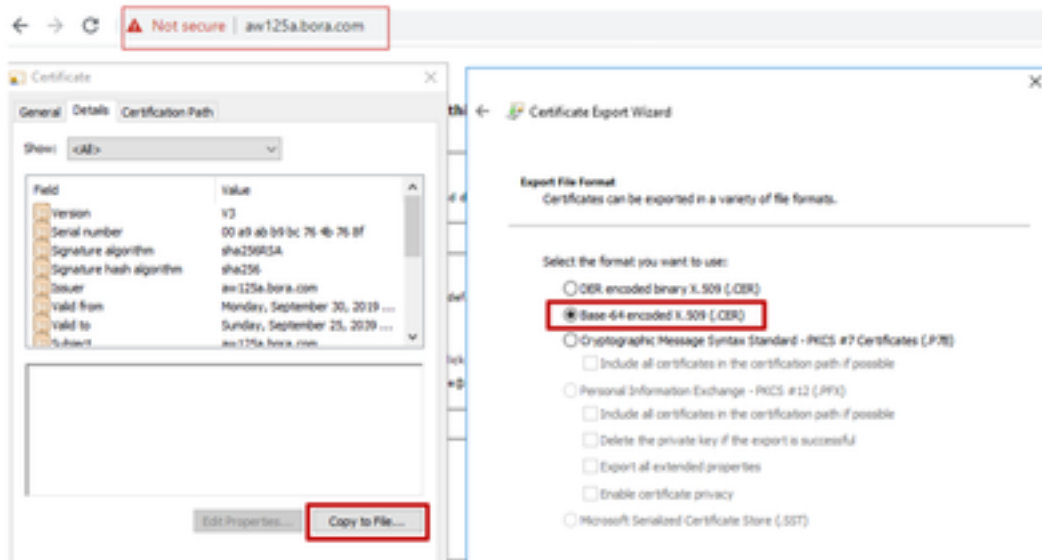 Not secure | aw125a.bora.com
Certificate
General Details Certification Path
Show: <All>
Field Value
Version V3
Serial number 00 a9 ab b9 bc 76 4b 76 8f
Signature algorithm sha256RSA
Signature hash algorithm sha256
Issuer aw125a.bora.com
Valid from Monday, September 30, 2019 ....
Valid to Sunday, September 25, 2039 ....
Subject aw125a.bora.com
Edit Properties...
Copy to File...
Certificate Export Wizard
Export File Format
Certificates can be exported in a variety of file formats.
Select the format you want to use:
DER encoded binary X.509 (.CER)
Base-64 encoded X.509 (.CER)
Cryptographic Message Syntax Standard - PKCS #7 Certificates (.P7B)
Include all certificates in the certification path if possible
Personal Information Exchange - PKCS #12 (.PFX)
Include all certificates in the certification path if possible
Delete the private key if the export is successful
Export all extended properties
Enable certificate privacy
Microsoft Serialized Certificate Store (.SST)